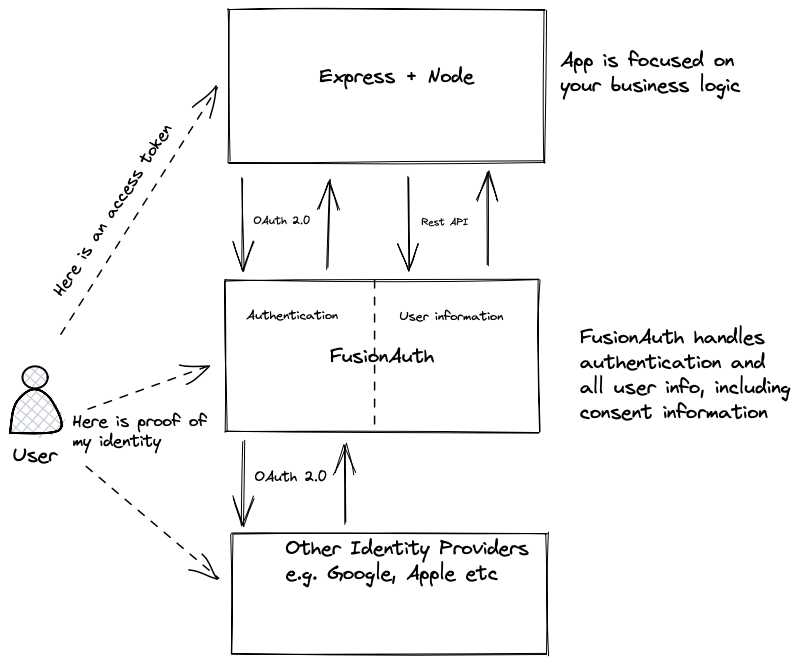 Express + Node
App is focused on
your business logic
Here is an access token
OAuth 2.0
Rest API
Authentication
User information
FusionAuth
FusionAuth handles
authentication and
all user info, including
consent information
Here is proof of
my identity
User
OAuth 2.0
Other Identity Providers
e.g. Google, Apple etc